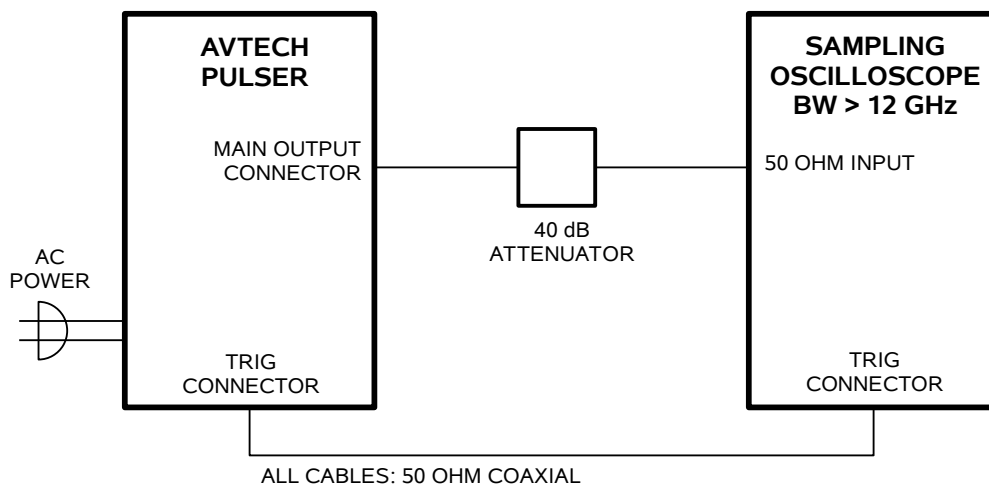 AVTECH
PULSER
MAIN OUTPUT
CONNECTOR
SAMPLING
OSCILLOSCOPE
BW > 12 GHz
50 OHM INPUT
40 dB
ATTENUATOR
AC
POWER
TRIG
CONNECTOR
TRIG
CONNECTOR
ALL CABLES: 50 OHM COAXIAL